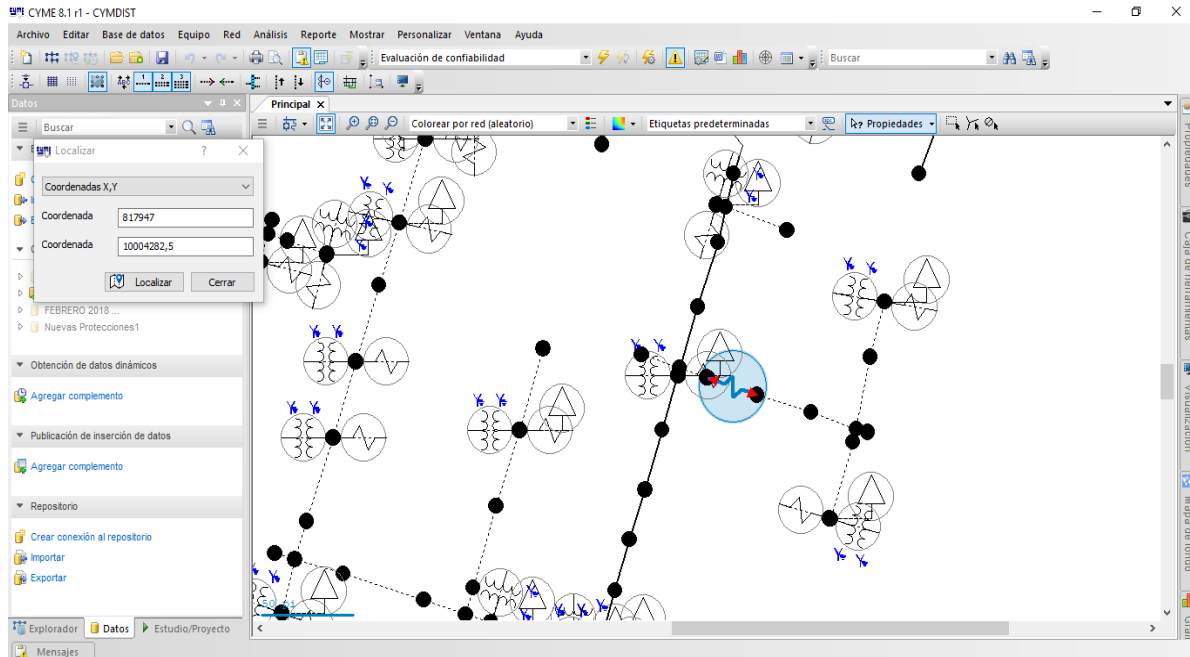 CYME 8.1 r1 - CYMDIST
Archivo Editar Base de datos Equipo Red Análisis Reporte Mostrar Personalizar Ventana Ayuda
Evaluación de confiabilidad
Buscar
Datos
Principal
Buscar
Colorear por red (aleatorio)
Etiquetas predeterminadas
Propiedades
Localizar
Coordenadas X,Y
Coordenada 817947
Coordenada 10004282,5
Localizar Cerrar
FEBRERO 2018 ...
Nuevas Protecciones1
Obtención de datos dinámicos
Agregar complemento
Publicación de inserción de datos
Agregar complemento
Repositorio
Crear conexión al repositorio
Importar
Exportar
Explorador Datos Estudio/Proyecto
Mensajes
Propiedades
Caja de herramientas
Visualización
Mapa de fondo